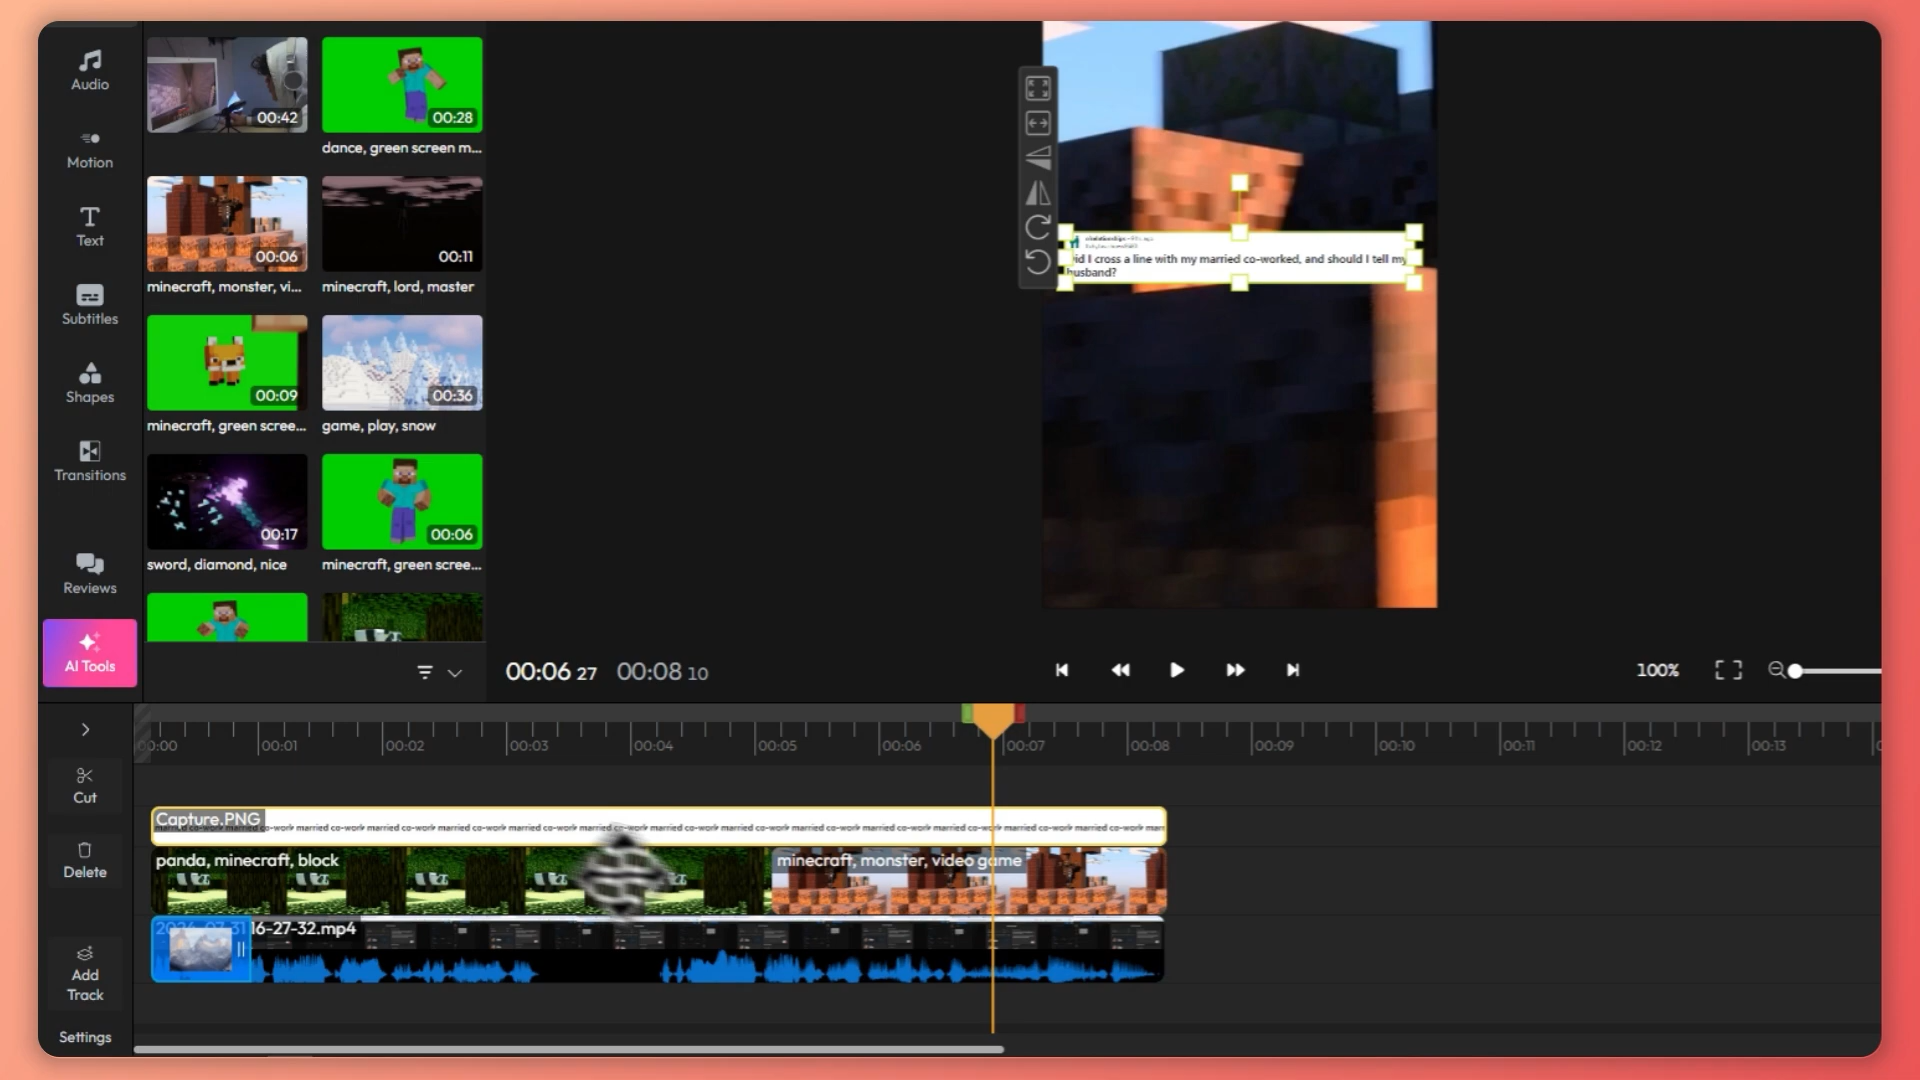 Audio
Motion
Text
Subtitles
Shapes
Transitions
Reviews
AI Tools
00:42
00:28
dance, green screen m...
00:06
minecraft, monster, vi...
00:11
minecraft, lord, master
00:09
minecraft, green scree...
00:36
game, play, snow
00:17
sword, diamond, nice
00:06
minecraft, green scree...
id I cross a line with my married co-worked, and should I tell my
husband?
00:06 27 00:08 10
100%
0:00 00:01 00:02 00:03 00:04 00:05 00:06 00:07 00:08 00:09 00:10 00:11 00:12 00:13
Cut
Delete
Add
Track
Settings
Capture.PNG
married co-work married co-work married co-work married co-work married co-work married co-work married co-work married co-work married co-work married co-work married co-work
panda, minecraft, block
minecraft, monster, video game
16-27-32.mp4